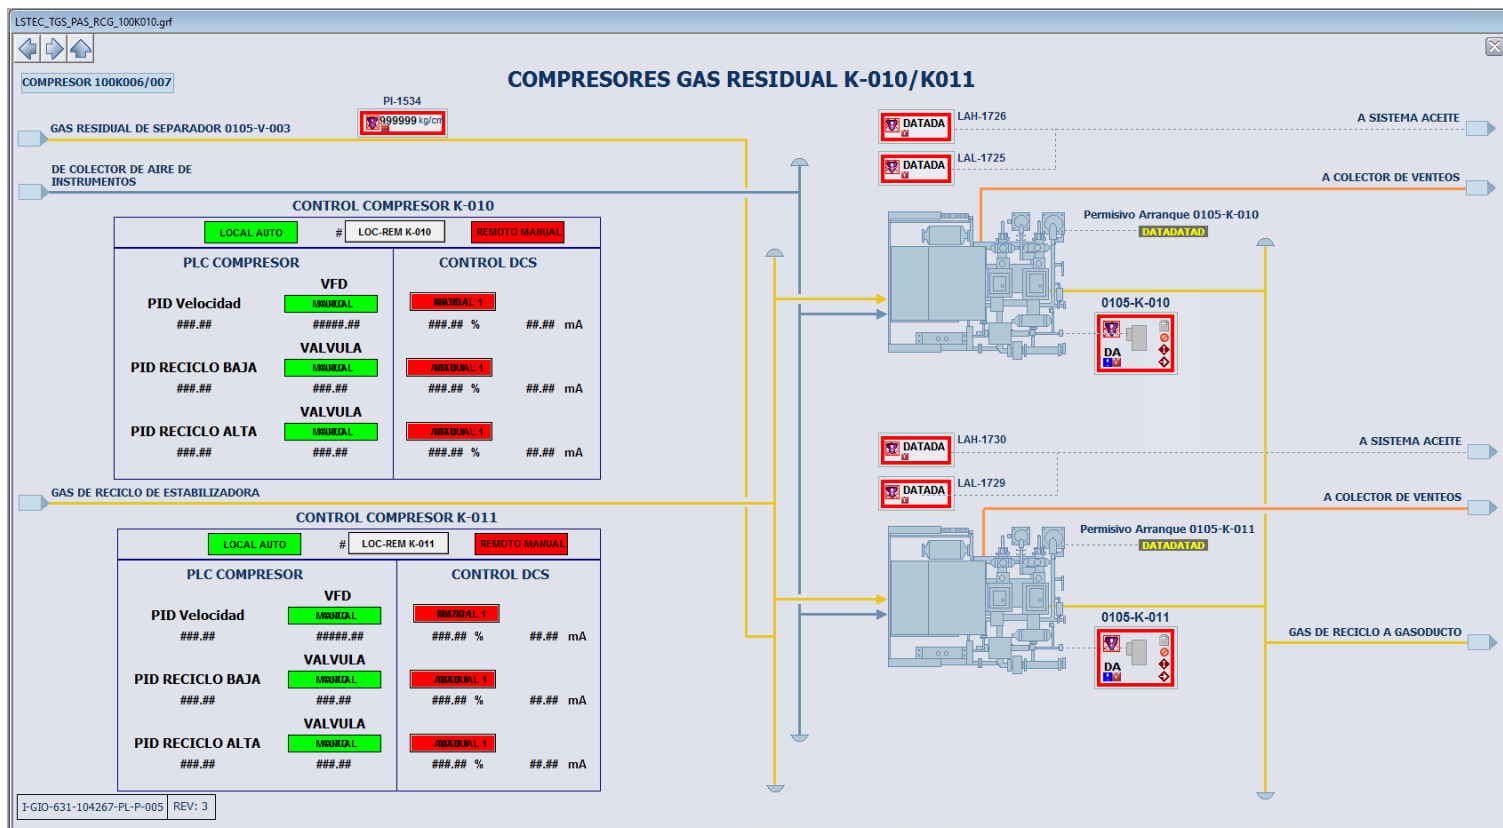 LSTEC_TGS_PAS_RCG_100K010.grf
COMPRESOR 100K006/007
COMPRESORES GAS RESIDUAL K-010/K011
PI-1534
999999 kg/cm
GAS RESIDUAL DE SEPARADOR 0105-V-003
DE COLECTOR DE AIRE DE
INSTRUMENTOS
CONTROL COMPRESOR K-010
LOCAL AUTO # LOC-REM K-010 REMOTO MANUAL
PLC COMPRESOR CONTROL DCS
VFD
PID Velocidad
###.## #####.## ###.## % ##.## mA
VALVULA
PID RECICLO BAJA
###.## ###.## ###.## % ##.## mA
VALVULA
PID RECICLO ALTA
###.## ###.## ###.## % ##.## mA
GAS DE RECICLO DE ESTABILIZADORA
CONTROL COMPRESOR K-011
LOCAL AUTO # LOC-REM K-011 REMOTO MANUAL
PLC COMPRESOR CONTROL DCS
VFD
PID Velocidad
###.## #####.## ###.## % ##.## mA
VALVULA
PID RECICLO BAJA
###.## ###.## ###.## % ##.## mA
VALVULA
PID RECICLO ALTA
###.## ###.## ###.## % ##.## mA
I-GIO-631-104267-PL-P-005 REV: 3
DATADA LAH-1726
A SISTEMA ACEITE
DATADA LAL-1725
A COLECTOR DE VENTEOS
Permisivo Arranque 0105-K-010
DATADATAD
0105-K-010
DA
DATADA LAH-1730
A SISTEMA ACEITE
DATADA LAL-1729
A COLECTOR DE VENTEOS
Permisivo Arranque 0105-K-011
DATADATAD
0105-K-011
DA
GAS DE RECICLO A GASODUCTO